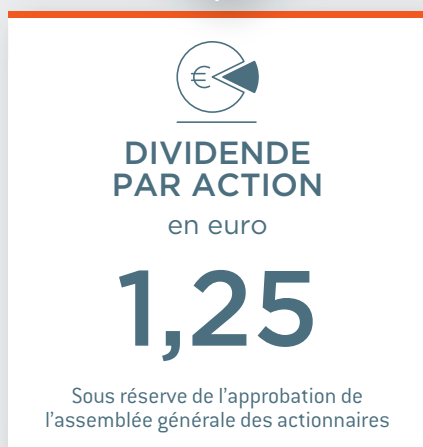 €
DIVIDENDE
PAR ACTION
en euro
1,25
Sous réserve de l'approbation de
l'assemblée générale des actionnaires